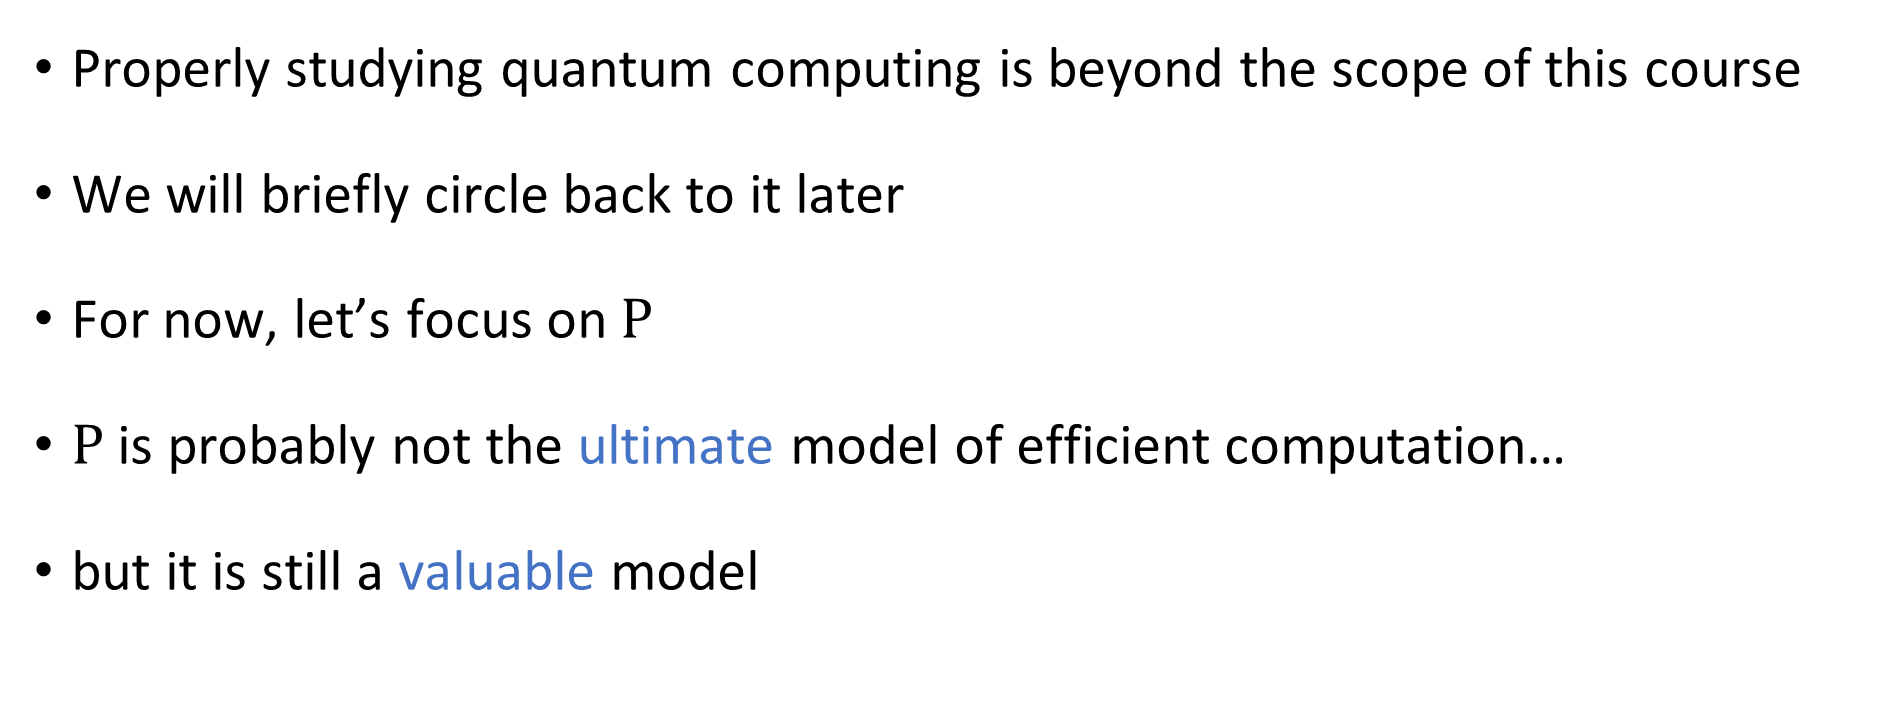 • Properly studying quantum computing is beyond the scope of this course
• We will briefly circle back to it later
• For now, let’s focus on P
• P is probably not the ultimate model of efficient computation…
• but it is still a valuable model